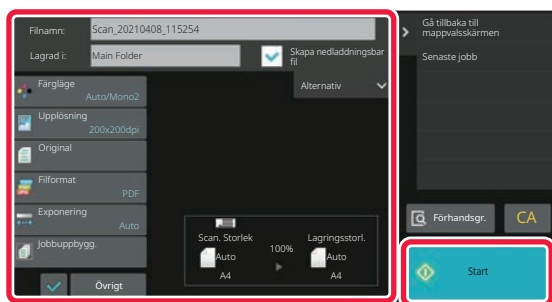 Filnamn:
Scan_20210408_115254
Lagrad i:
Main Folder
Skapa nedladdningsbar
fil
Alternativ
Färgläge
Auto/Mono2
Upplösning
200x200dpi
Original
Filformat
PDF
Exponering
Auto
Jobbuppbygg.
Övrigt
Scan. Storlek
Auto
A4
100%
Lagringsstorl.
Auto
A4
Gå tillbaka till
mappvalsskärmen
Senaste jobb
Förhandsgr.
CA
Start